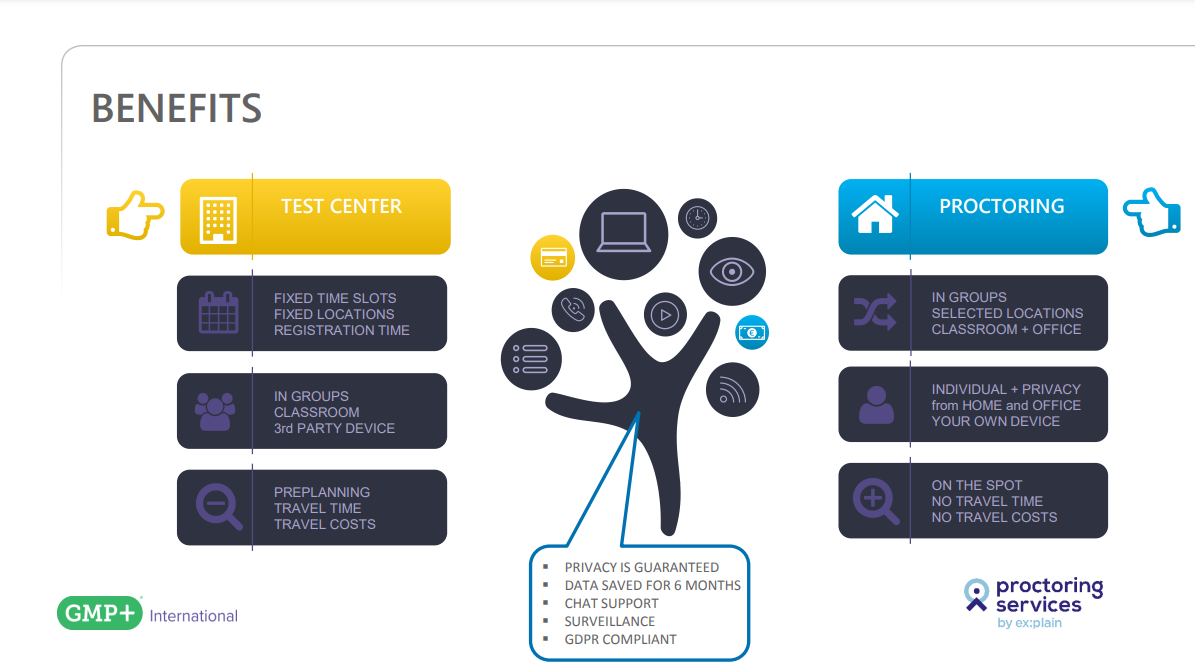 BENEFITS
TEST CENTER
FIXED TIME SLOTS
FIXED LOCATIONS
REGISTRATION TIME
IN GROUPS
CLASSROOM
3rd PARTY DEVICE
PREPLANNING
TRAVEL TIME
TRAVEL COSTS
PRIVACY IS GUARANTEED
DATA SAVED FOR 6 MONTHS
CHAT SUPPORT
SURVEILLANCE
GDPR COMPLIANT
PROCTORING
IN GROUPS
SELECTED LOCATIONS
CLASSROOM + OFFICE
INDIVIDUAL + PRIVACY
from HOME and OFFICE
YOUR OWN DEVICE
ON THE SPOT
NO TRAVEL TIME
NO TRAVEL COSTS
GMP+ International
proctoring
services
by ex:plain